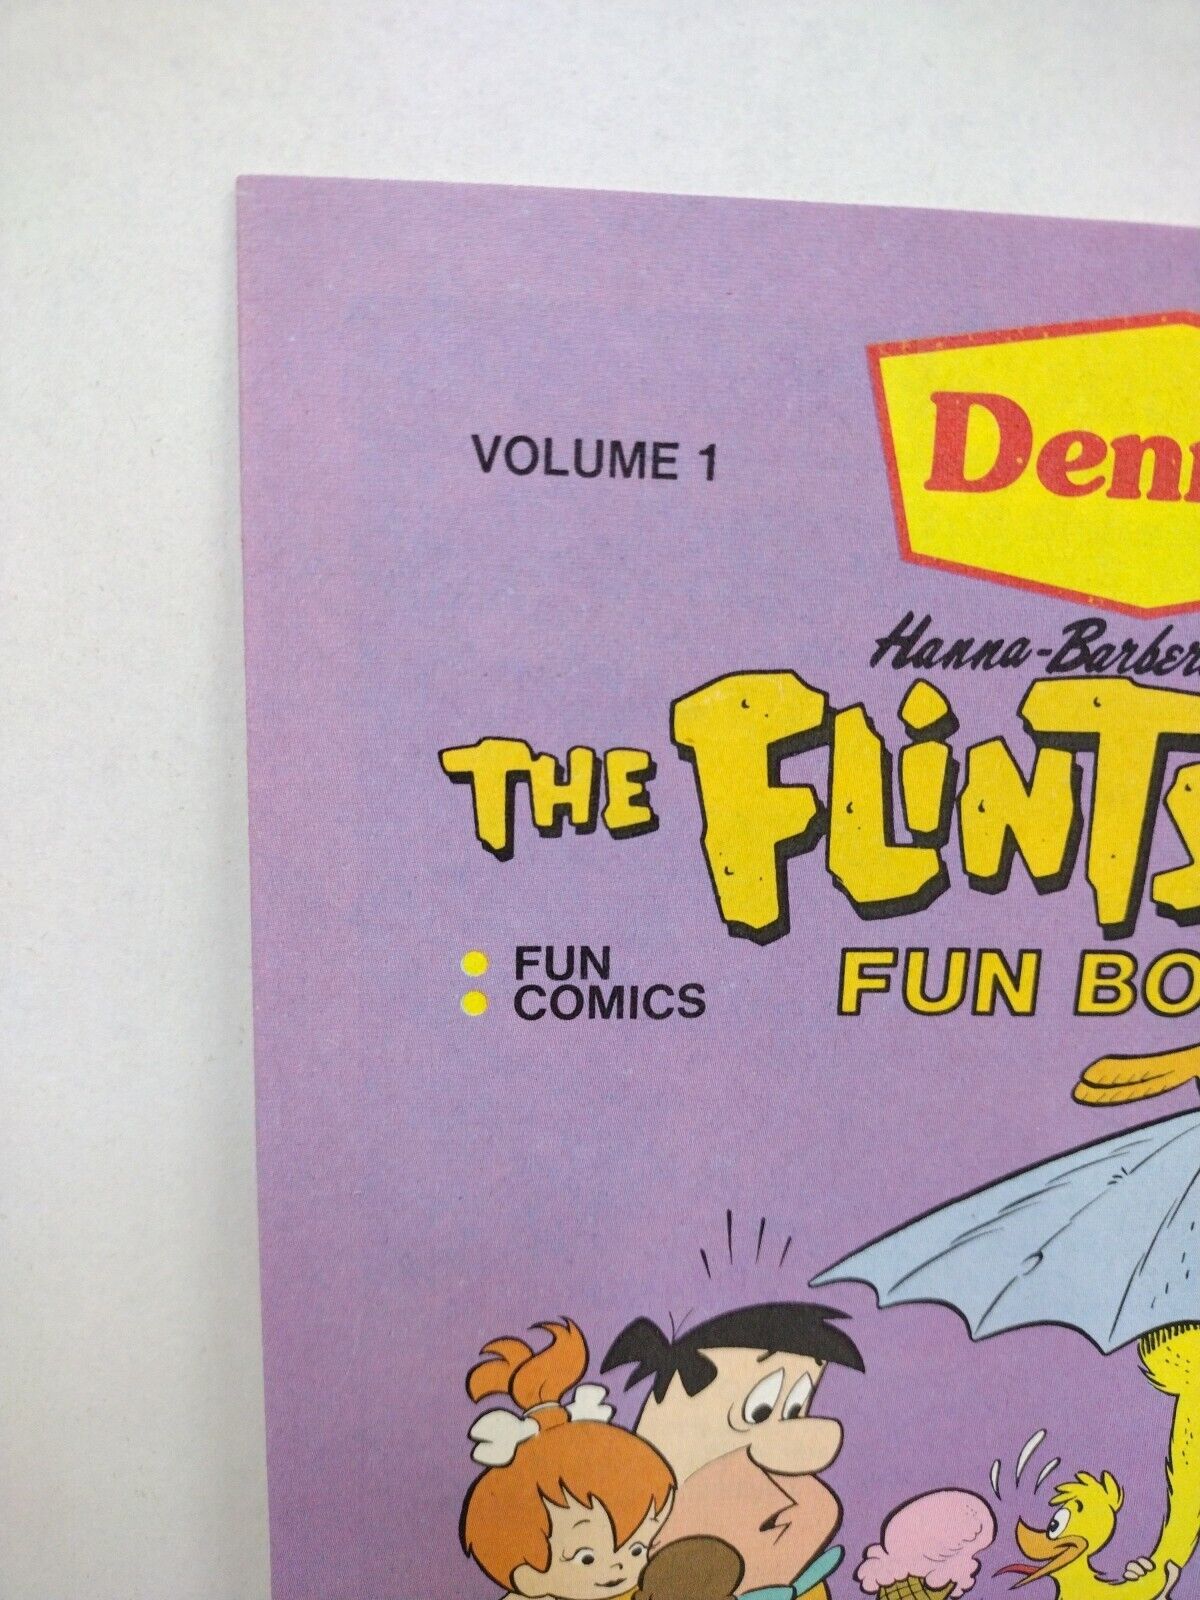 VOLUME 1
Denn
Hanna-Barber
THE FLINTS
FUN BO
• FUN
• COMICS